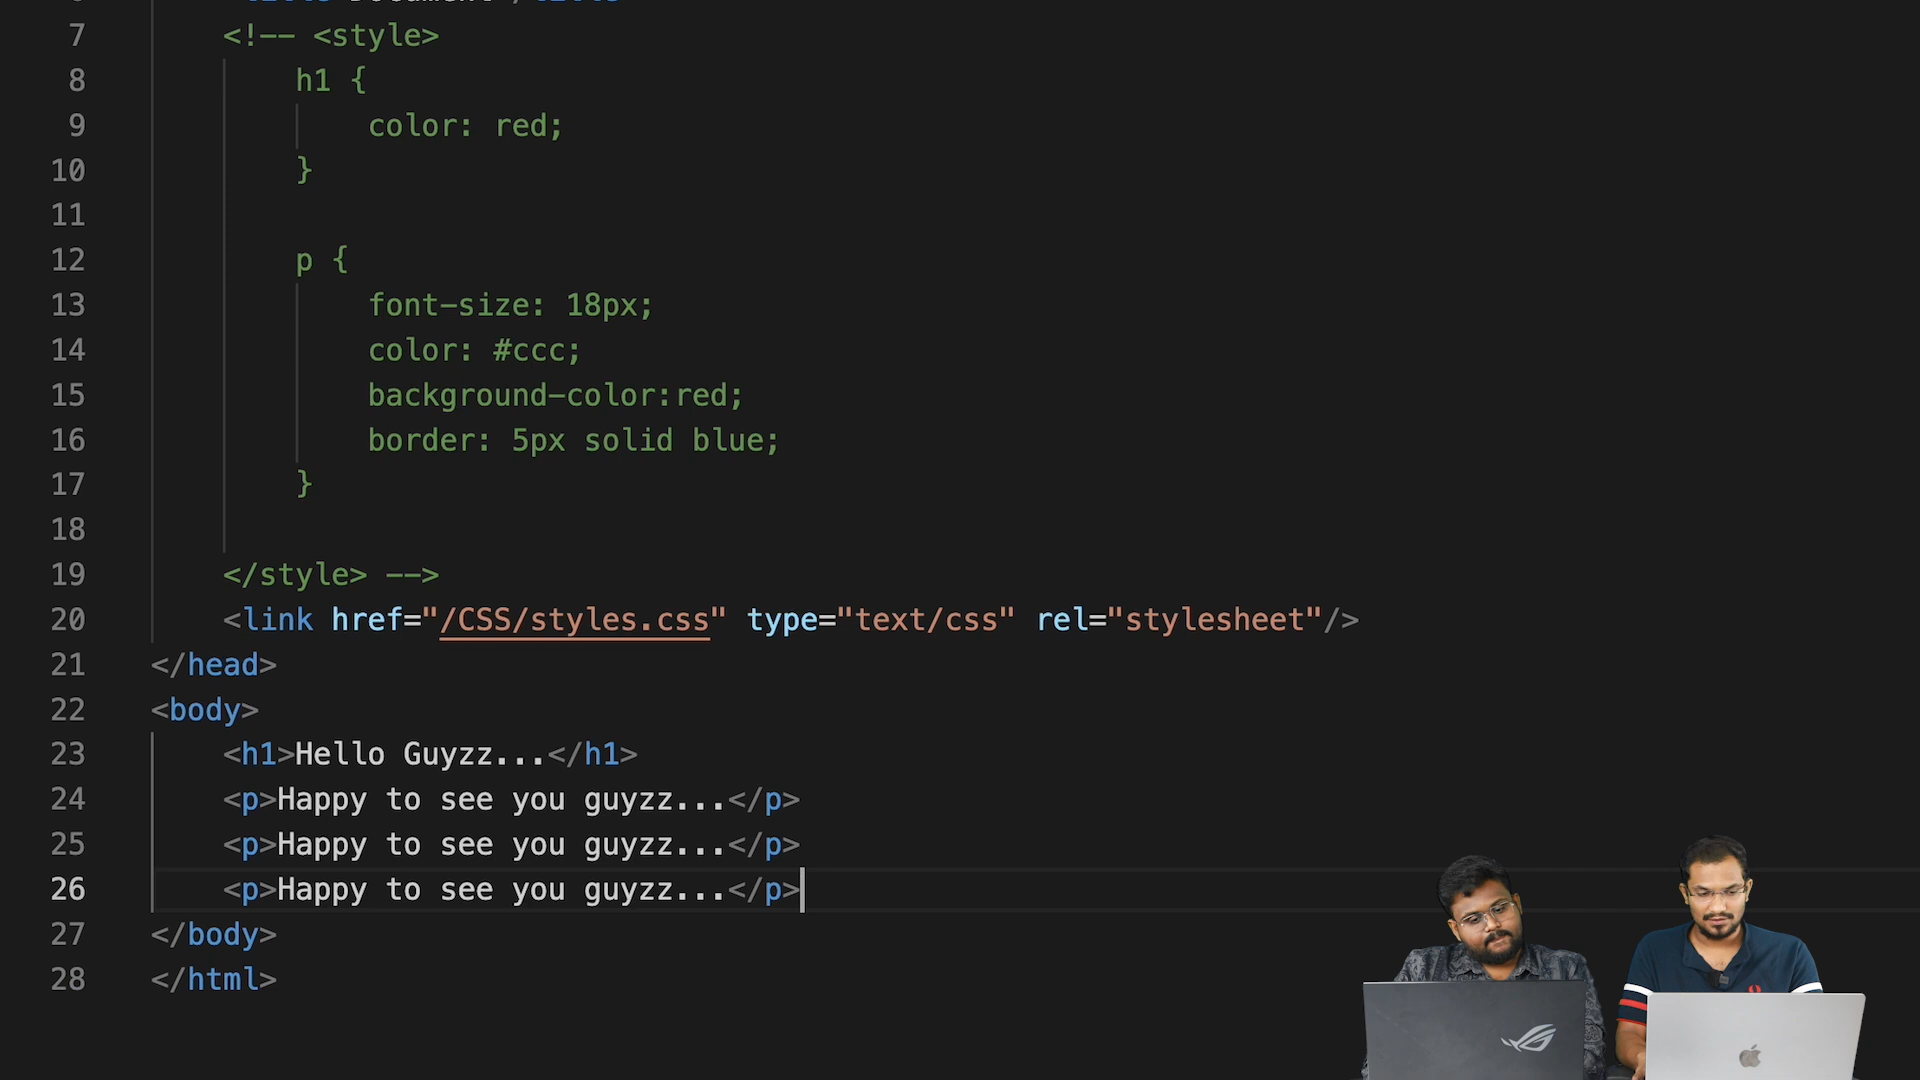 7 <!-- <style>
8 h1 {
9 color: red;
10 }
11
12 p {
13 font-size: 18px;
14 color: #ccc;
15 background-color:red;
16 border: 5px solid blue;
17 }
18
19 </style> -->
20 <link href="/CSS/styles.css" type="text/css" rel="stylesheet"/>
21 </head>
22 <body>
23 <h1>Hello Guyzz...</h1>
24 <p>Happy to see you guyzz...</p>
25 <p>Happy to see you guyzz...</p>
26 <p>Happy to see you guyzz...</p>
27 </body>
28 </html>